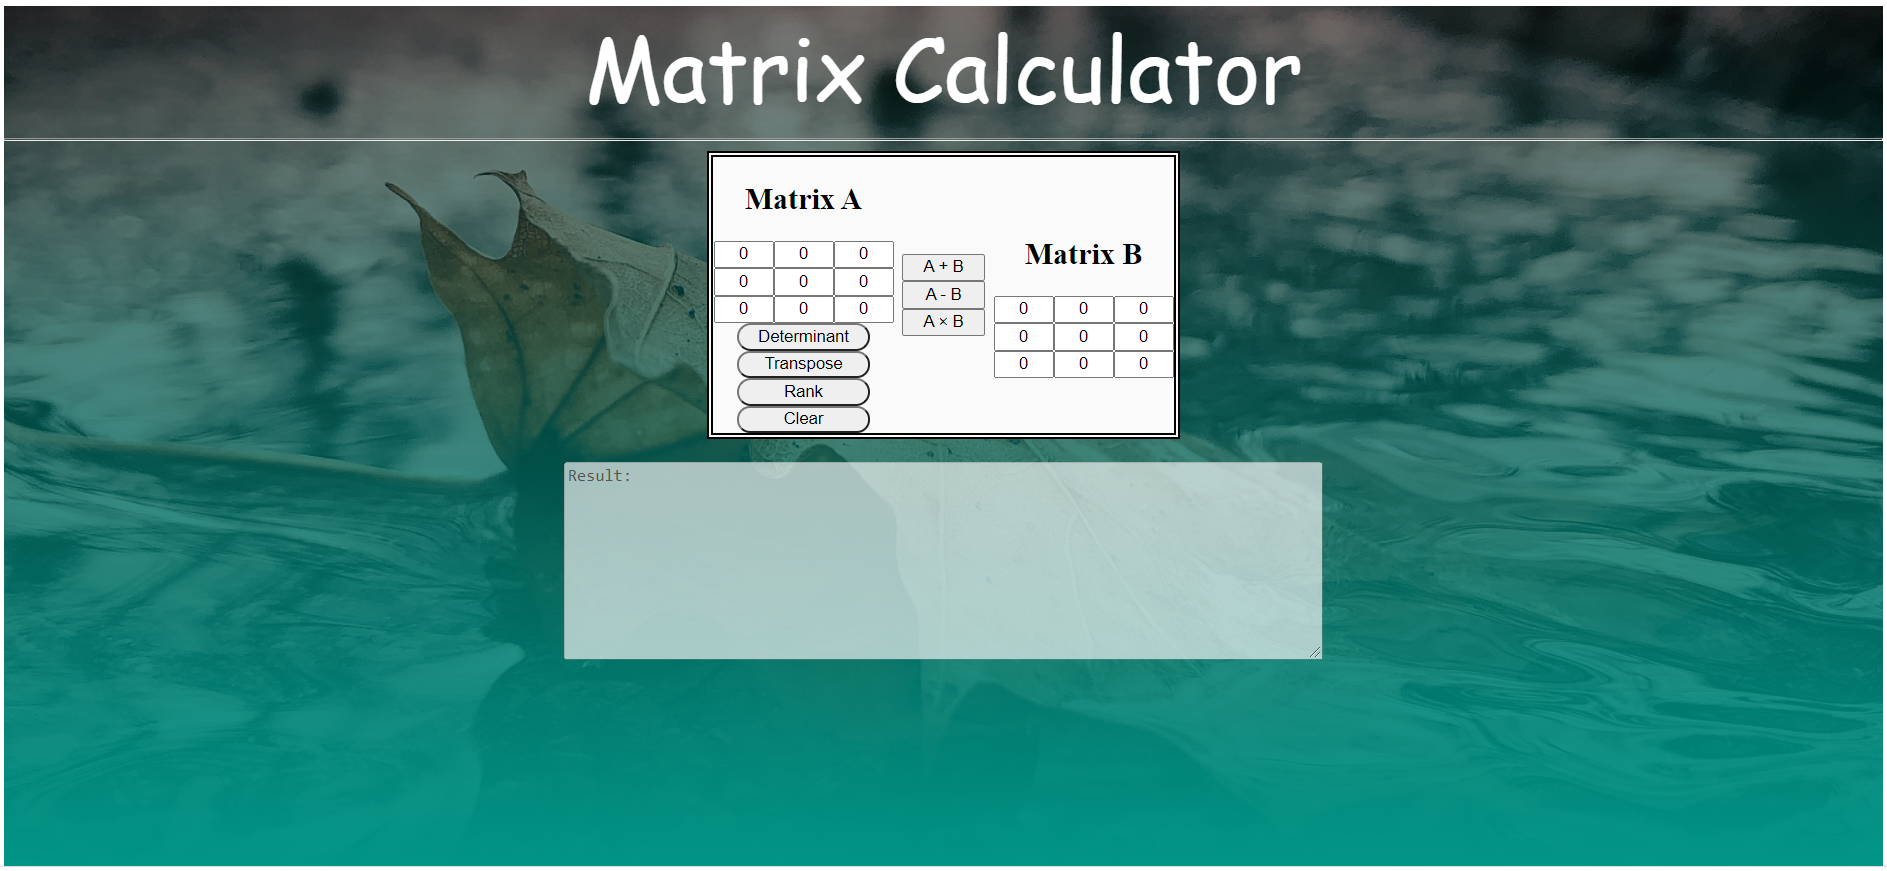 Matrix Calculator
Matrix A
0 0 0
0 0 0
0 0 0
Determinant
Transpose
Rank
Clear
A + B
A - B
A × B
Matrix B
0 0 0
0 0 0
0 0 0
Result: